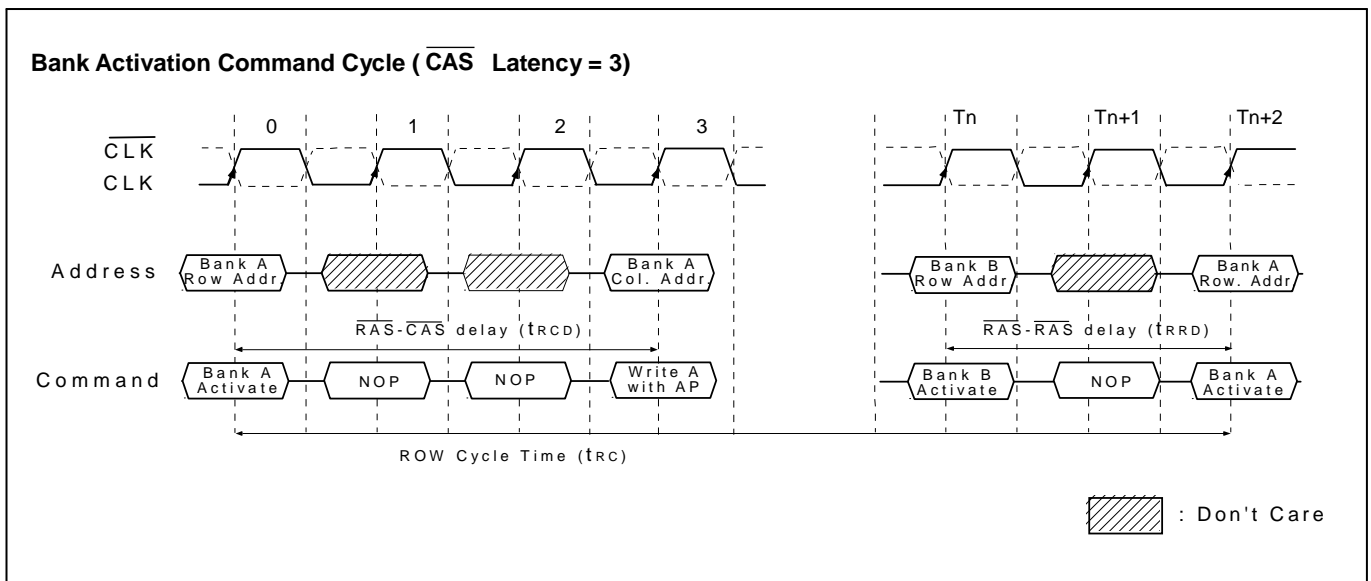 Bank Activation Command Cycle ( CAS Latency = 3)
0 1 2 3 Tn Tn+1 Tn+2
CLK
CLK
Address
Bank A
Row Addr.
Bank A
Col. Addr.
Bank B
Row Addr
Bank A
Row. Addr
RAS-CAS delay (tRCD)
RAS-RAS delay (tRRD)
Command
Bank A
Activate
NOP
NOP
Write A
with AP
Bank B
Activate
NOP
Bank A
Activate
ROW Cycle Time (tRC)
: Don't Care